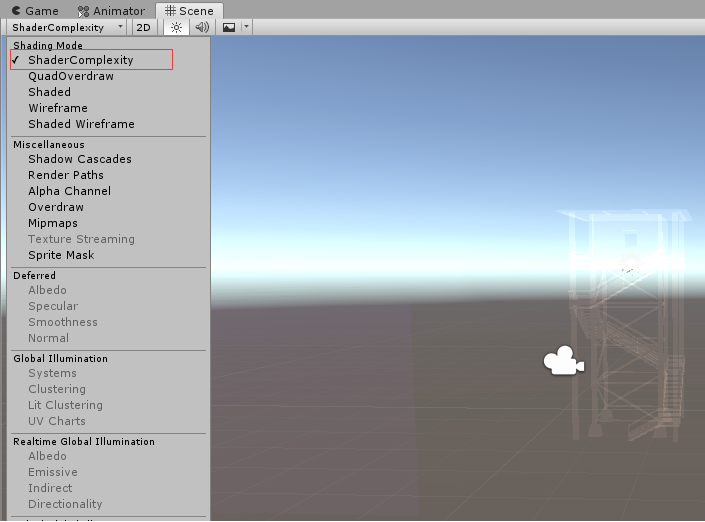 Game Animator Scene
ShaderComplexity 2D
Shading Mode
ShaderComplexity
QuadOverdraw
Shaded
Wireframe
Shaded Wireframe
Miscellaneous
Shadow Cascades
Render Paths
Alpha Channel
Overdraw
Mipmaps
Texture Streaming
Sprite Mask
Deferred
Albedo
Specular
Smoothness
Normal
Global Illumination
Systems
Clustering
Lit Clustering
UV Charts
Realtime Global Illumination
Albedo
Emissive
Indirect
Directionality